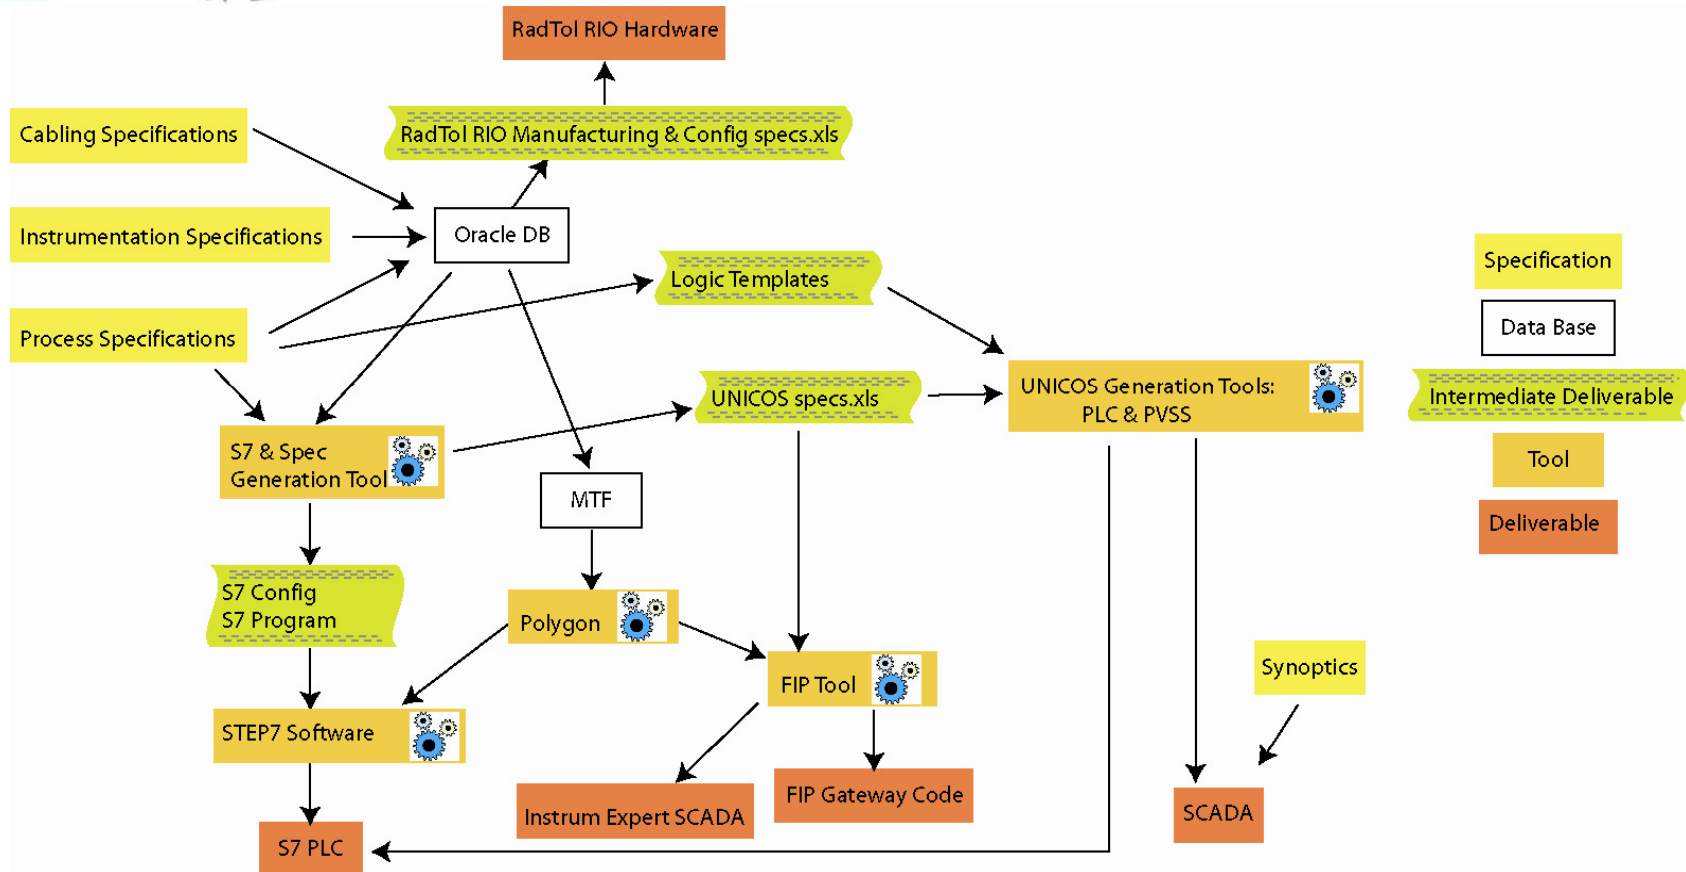 RadTol RIO Hardware
Cabling Specifications
RadTol RIO Manufacturing & Config specs.xls
Instrumentation Specifications
Oracle DB
Logic Templates
Specification
Process Specifications
Data Base
UNICOS specs.xls
UNICOS Generation Tools:
PLC & PVSS
Intermediate Deliverable
S7 & Spec
Generation Tool
Tool
MTF
Deliverable
S7 Config
S7 Program
Polygon
Synoptics
FIP Tool
STEP7 Software
FIP Gateway Code
Instrum Expert SCADA
SCADA
S7 PLC